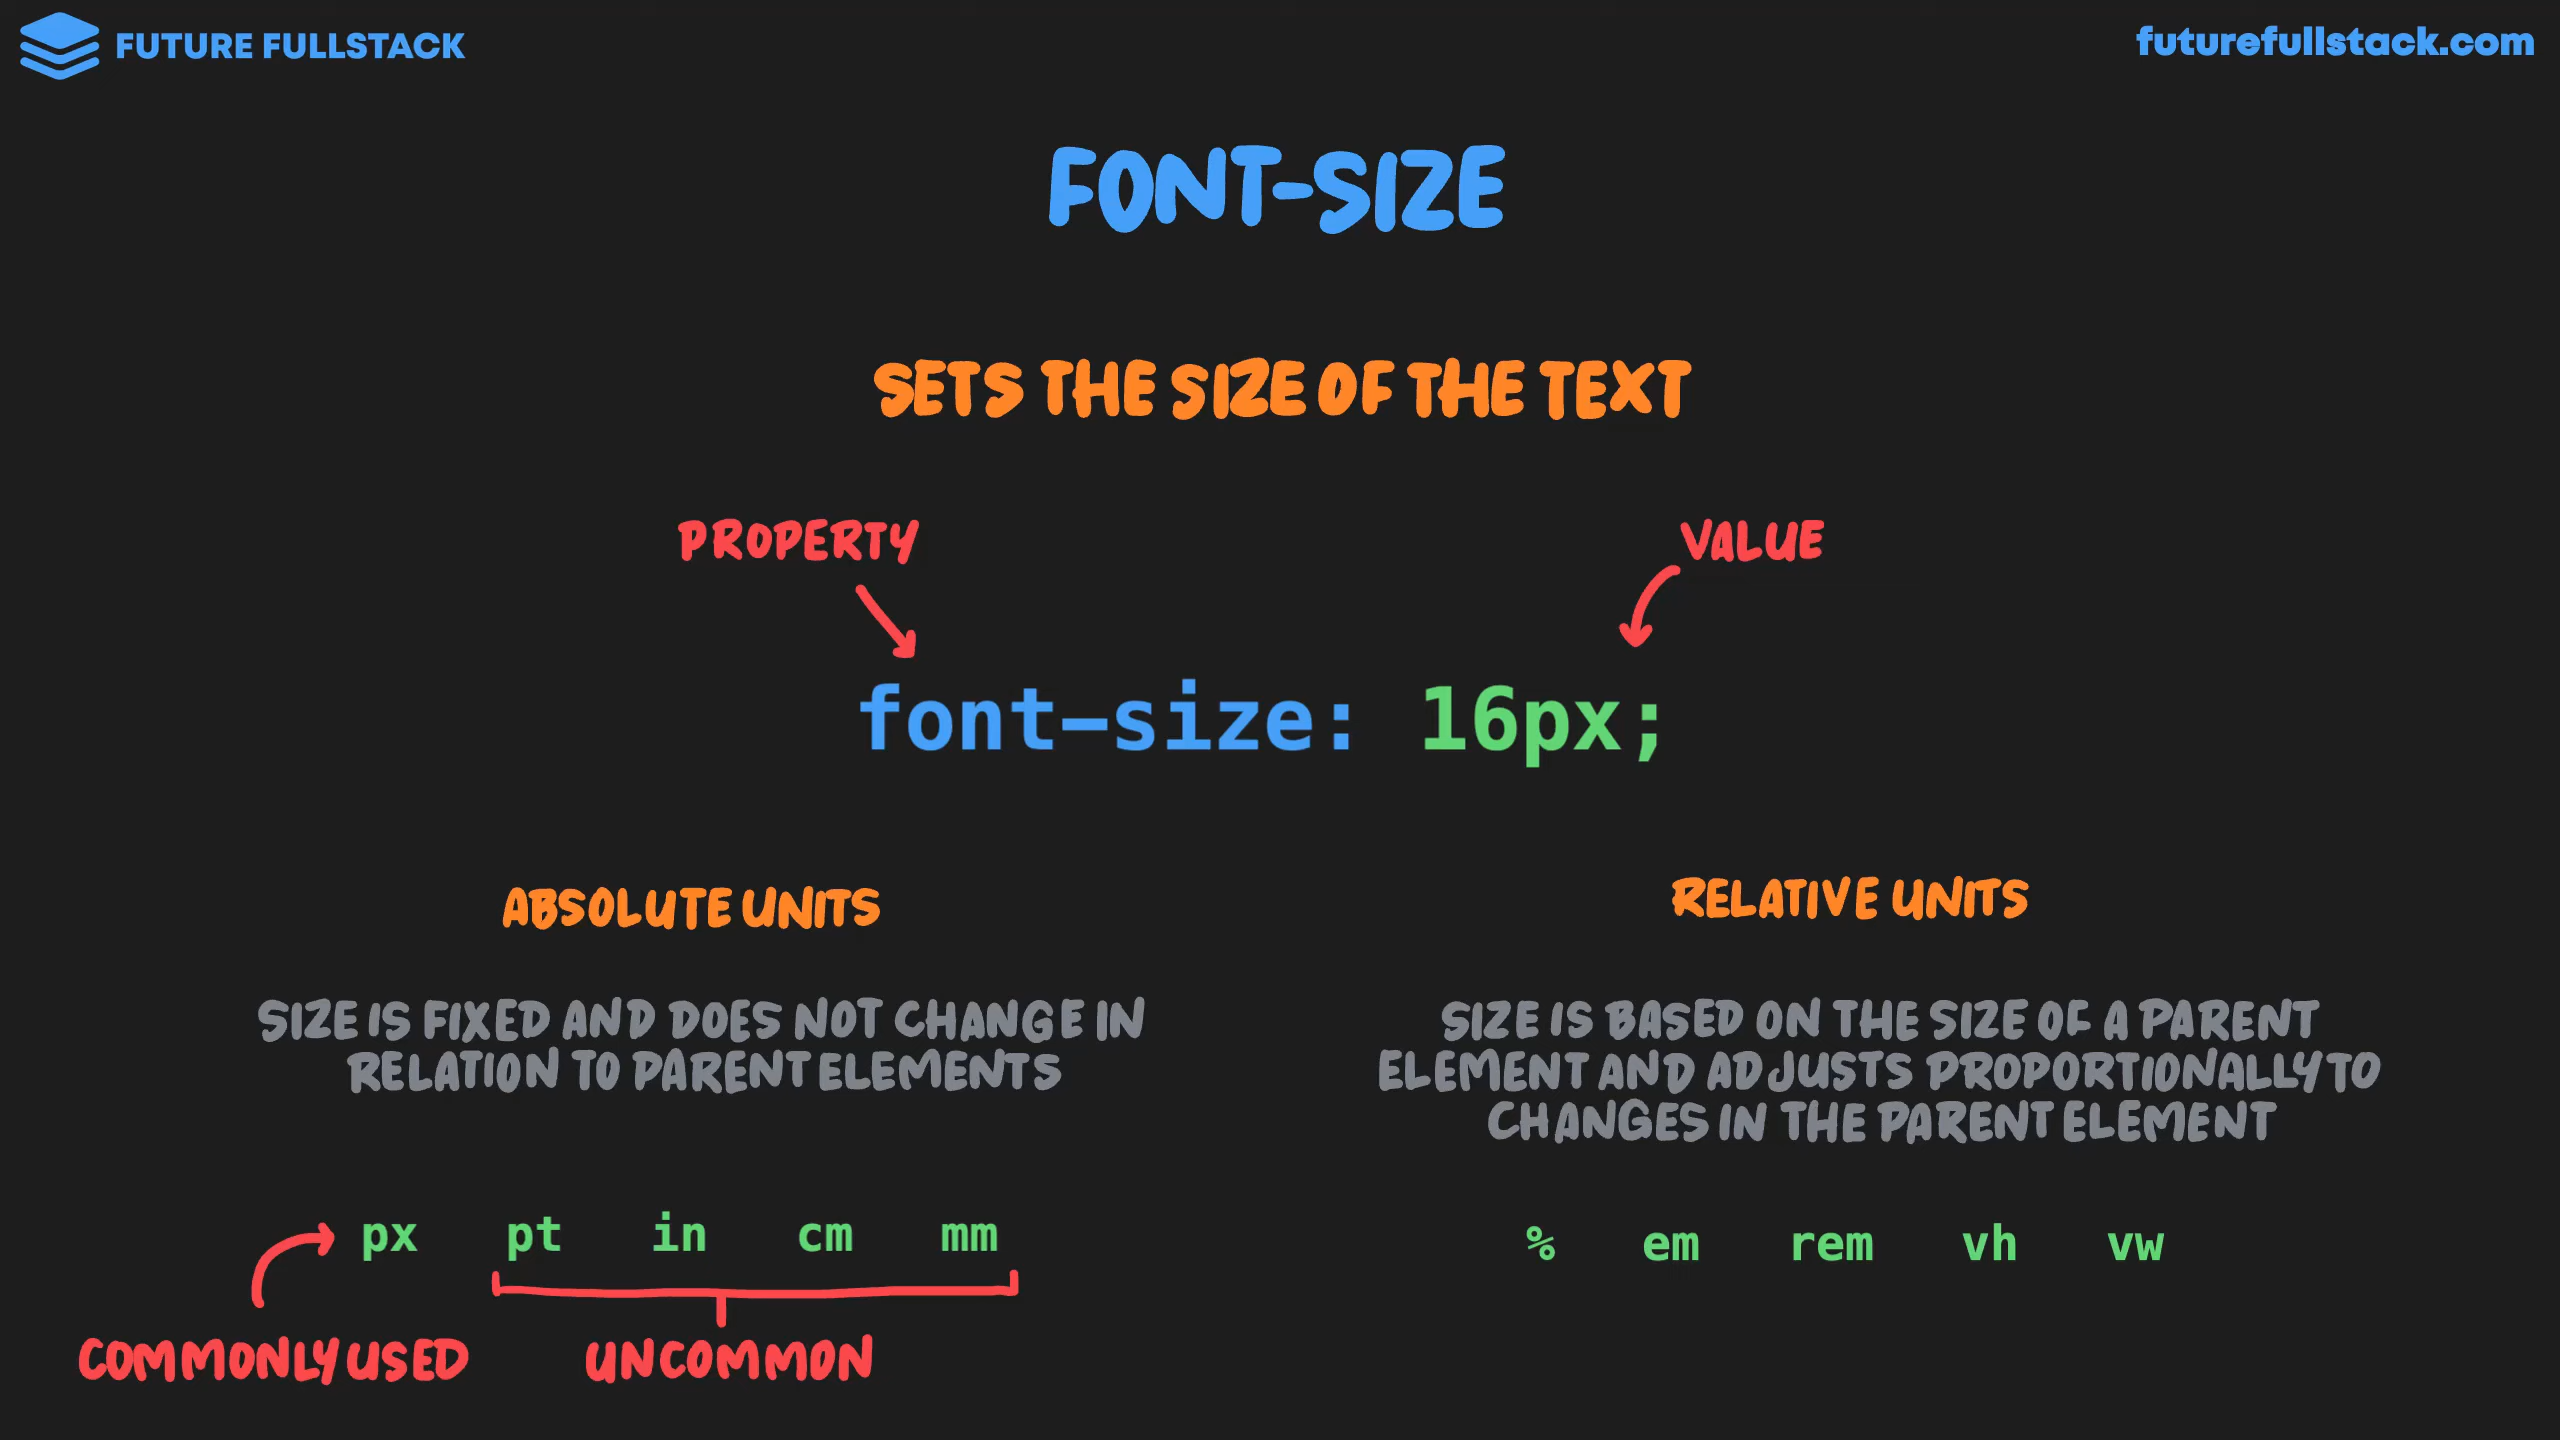 FUTURE FULLSTACK
futurefullstack.com
FONT-SIZE
SETS THE SIZE OF THE TEXT
PROPERTY
VALUE
font-size: 16px;
ABSOLUTE UNITS
SIZE IS FIXED AND DOES NOT CHANGE IN
RELATION TO PARENT ELEMENTS
px pt in cm mm
COMMONLY USED
UNCOMMON
RELATIVE UNITS
SIZE IS BASED ON THE SIZE OF A PARENT
ELEMENT AND ADJUSTS PROPORTIONALLY TO
CHANGES IN THE PARENT ELEMENT
% em rem vh vw